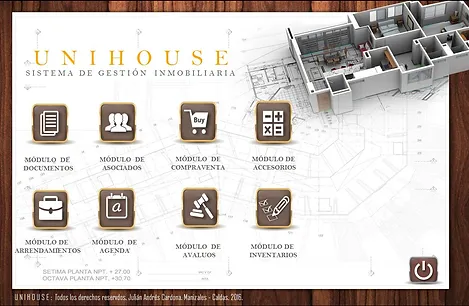 UNIHOUSE
SISTEMA DE GESTIÓN INMOBILIARIA
Buy
MÓDULO DE
DOCUMENTOS
MÓDULO DE
ASOCIADOS
MÓDULO DE
COMPRAVENTA
MÓDULO DE
ACCESORIOS
a
MÓDULO DE
ARRENDAMIENTOS
MÓDULO DE
AGENDA
MÓDULO DE
AVALUOS
MÓDULO DE
INVENTARIOS
SETIMA PLANTA NPT. + 27.00
OCTAVA PLANTA NPT. +30.70
UNIHOUSE: Todos los derechos reservados, Julián Andrés Cardona. Manizales - Caldas. 2016.